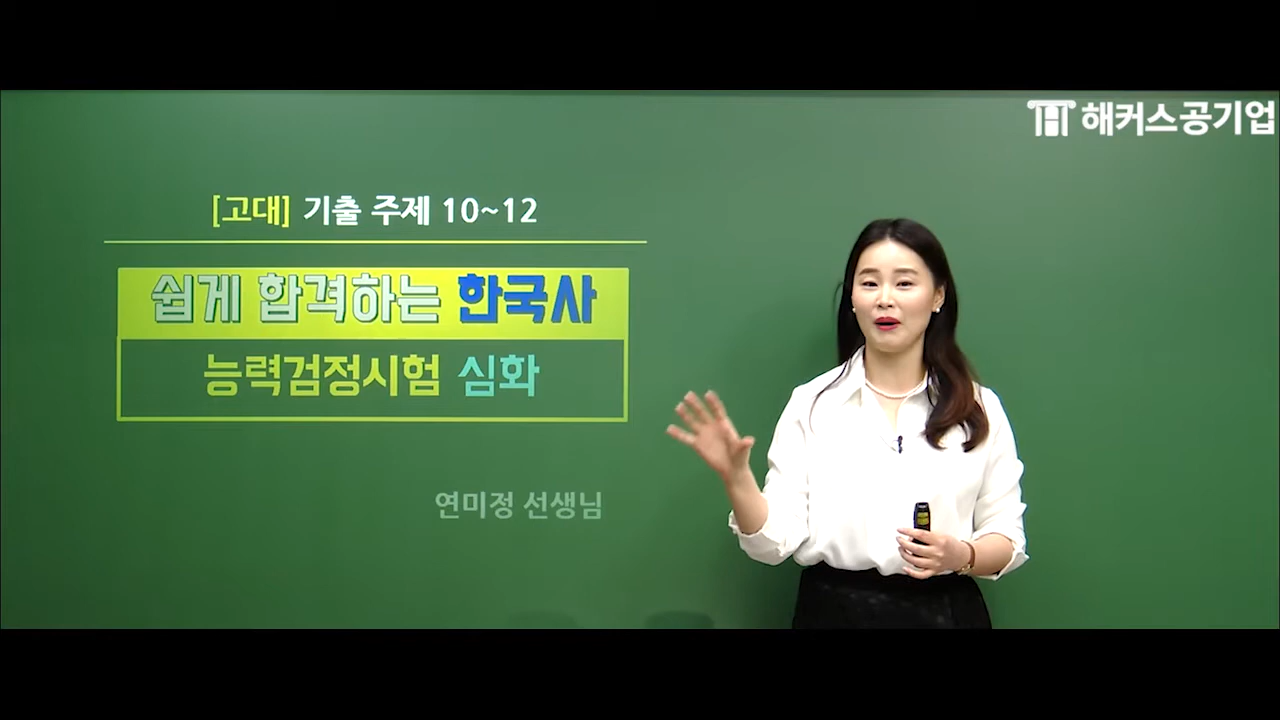 해커스공기업
[고대] 기출 주제 10~12
쉽게 합격하는 한국사
능력검정시험 심화
연미정 선생님